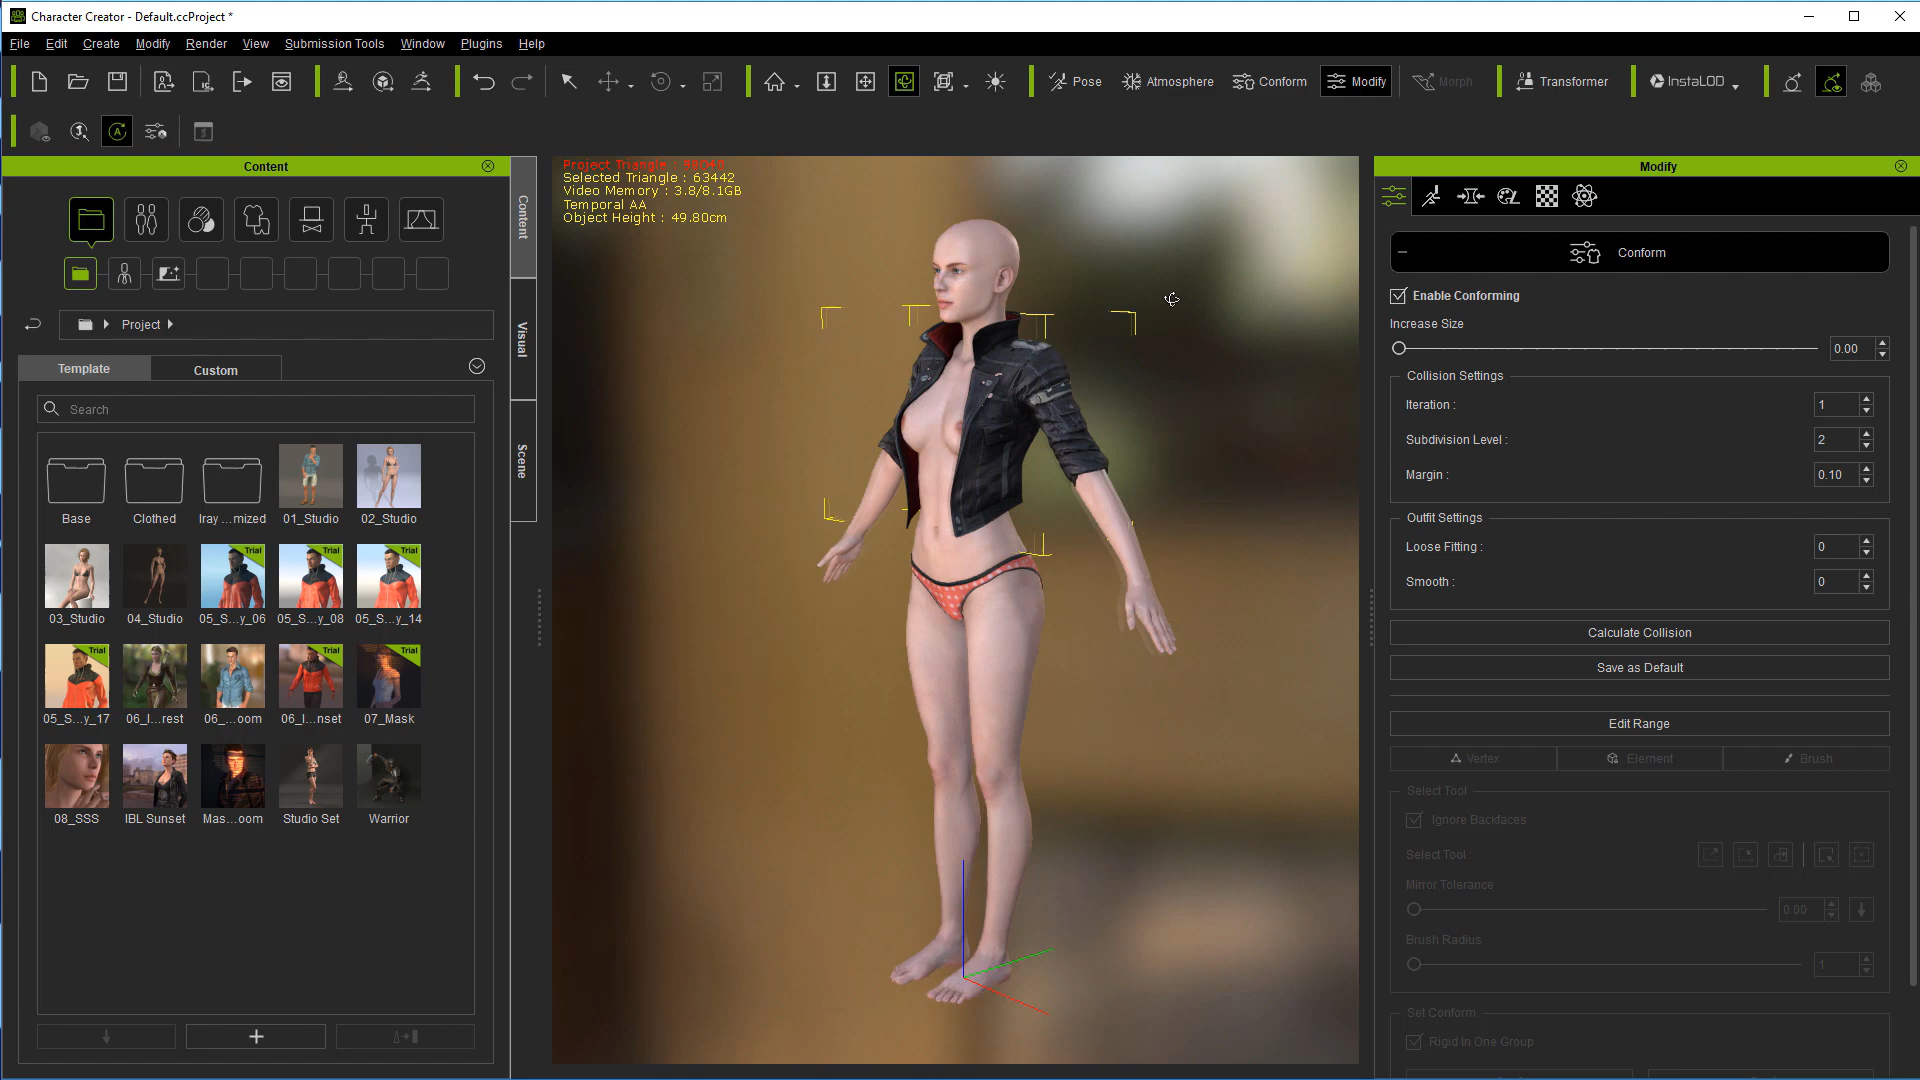 Character Creator - Default.ccProject *
File Edit Create Modify Render View Submission Tools Window Plugins Help
Pose Atmosphere Conform Modify Morph Transformer InstaLOD
Content
Content
Visual
Scene
Project
Template Custom
Search
Base Clothed Iray ...mized 01_Studio 02_Studio
Trial Trial Trial
03_Studio 04_Studio 05_S...y_06 05_S...y_08 05_S...y_14
Trial Trial Trial
05_S...y_17 06_I...rest 06_...oom 06_I...nset 07_Mask
08_SSS IBL Sunset Mas...oom Studio Set Warrior
Project Triangle :
Selected Triangle : 63442
Video Memory : 3.8/8.1GB
Temporal AA
Object Height : 49.80cm
Modify
Conform
Enable Conforming
Increase Size
0.00
Collision Settings
Iteration : 1
Subdivision Level : 2
Margin : 0.10
Outfit Settings
Loose Fitting : 0
Smooth : 0
Calculate Collision
Save as Default
Edit Range
Vertex Element Brush
Select Tool
Ignore Backfaces
Select Tool :
Mirror Tolerance
0.00
Brush Radius
1
Set Conform
Rigid In One Group